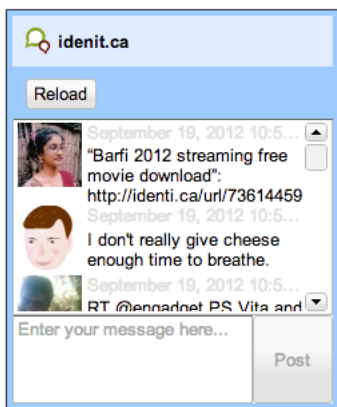 idenit.ca
Reload
September 19, 2012 10:5...
“Barfi 2012 streaming free
movie download”:
http://identi.ca/url/73614459
September 19, 2012 10:5...
I don't really give cheese
enough time to breathe.
September 19, 2012 10:5...
RT @engadget PS Vita and
Enter your message here...
Post